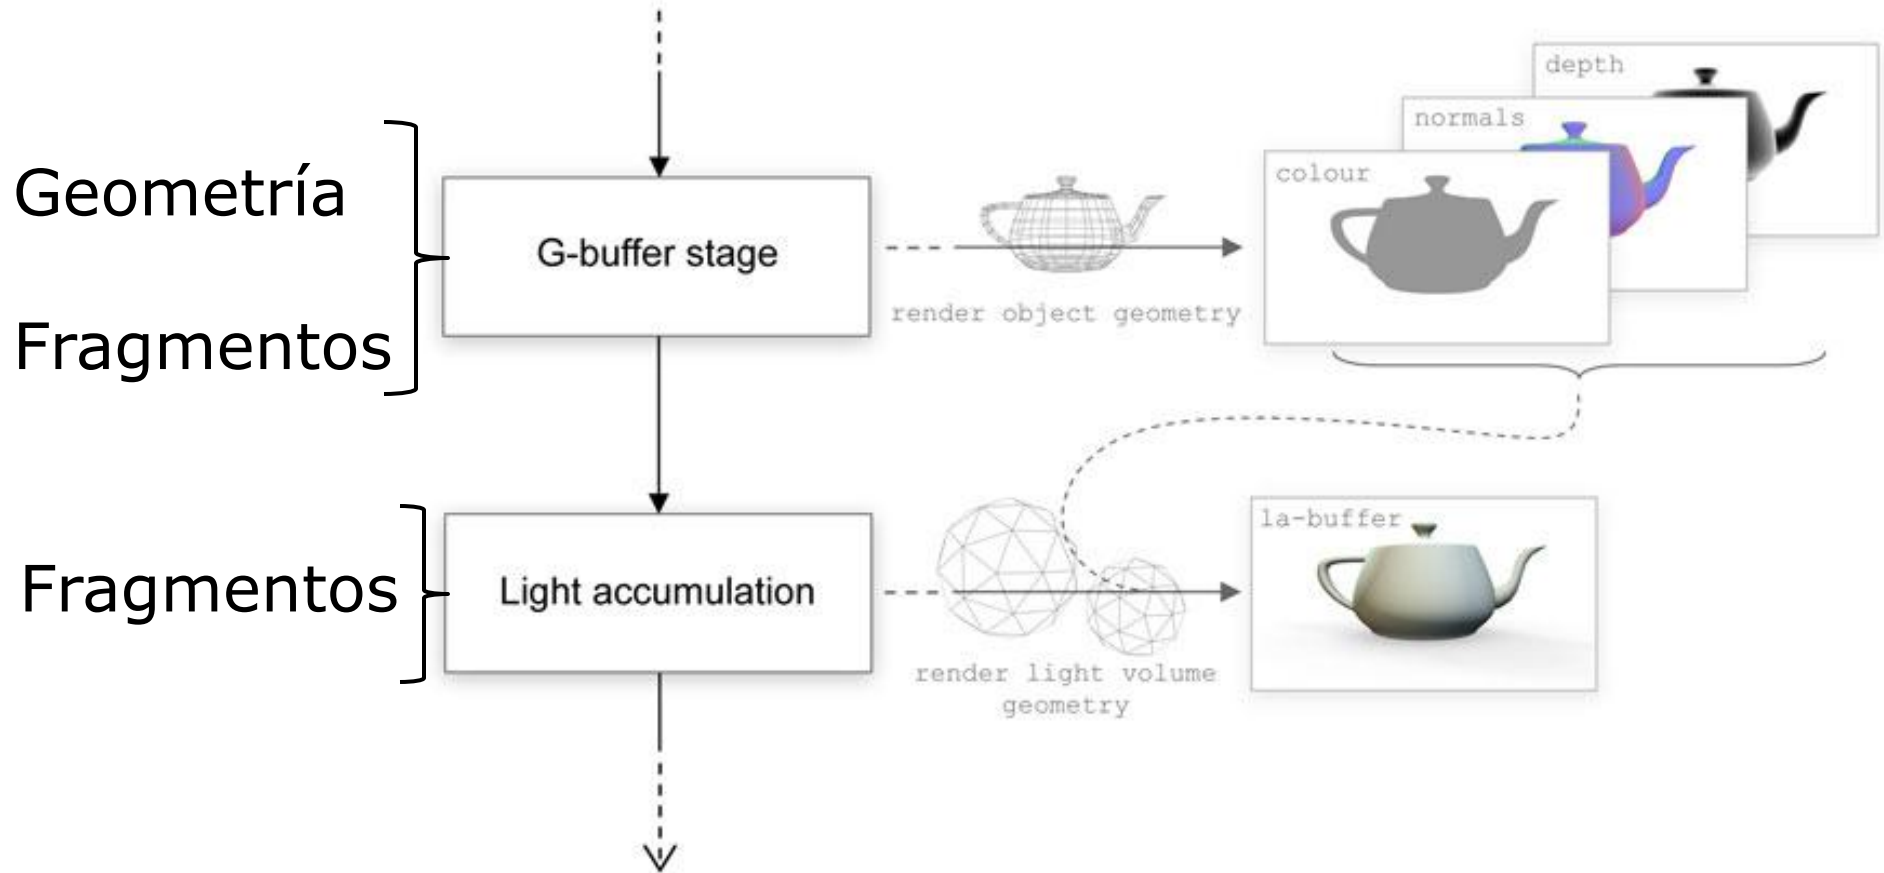 Geometría
Fragmentos
G-buffer stage
render object geometry
depth
normals
colour
Fragmentos
Light accumulation
render light volume
geometry
la-buffer